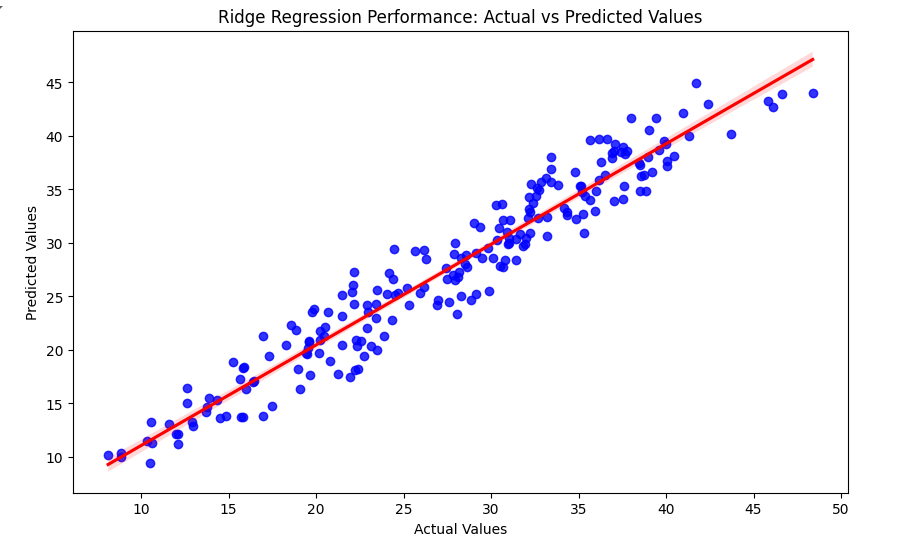 Ridge Regression Performance: Actual vs Predicted Values
Predicted Values
45
40
35
30
25
20
15
10
10 15 20 25 30 35 40 45 50
Actual Values